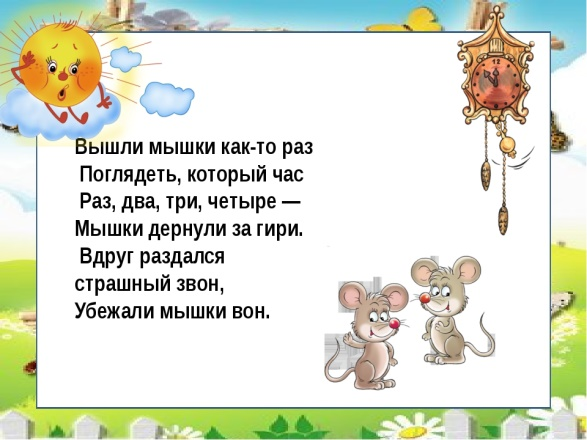 Вышли мышки как-то раз
Поглядеть, который час
Раз, два, три, четыре —
Мышки дернули за гири.
Вдруг раздался
страшный звон,
Убежали мышки вон.